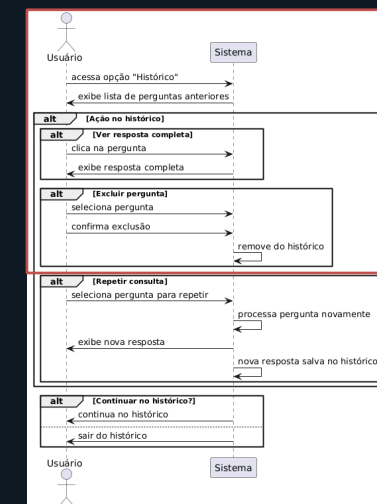 Usuário
Sistema
acessa opção "Histórico"
exibe lista de perguntas anteriores
alt [Ação no histórico]
alt [Ver resposta completa]
clica na pergunta
exibe resposta completa
alt [Excluir pergunta]
seleciona pergunta
confirma exclusão
remove do histórico
alt [Repetir consulta]
seleciona pergunta para repetir
processa pergunta novamente
exibe nova resposta
nova resposta salva no histórico
alt [Continuar no histórico?]
continua no histórico
sair do histórico
Usuário
Sistema